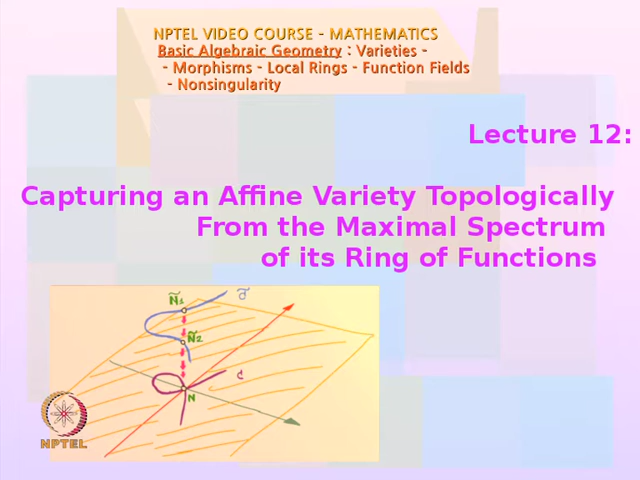 NPTEL VIDEO COURSE - MATHEMATICS
Basic Algebraic Geometry : Varieties -
- Morphisms - Local Rings - Function Fields
- Nonsingularity
Lecture 12:
Capturing an Affine Variety Topologically
From the Maximal Spectrum
of its Ring of Functions
Ñ1
Ñ2
N
NPTEL